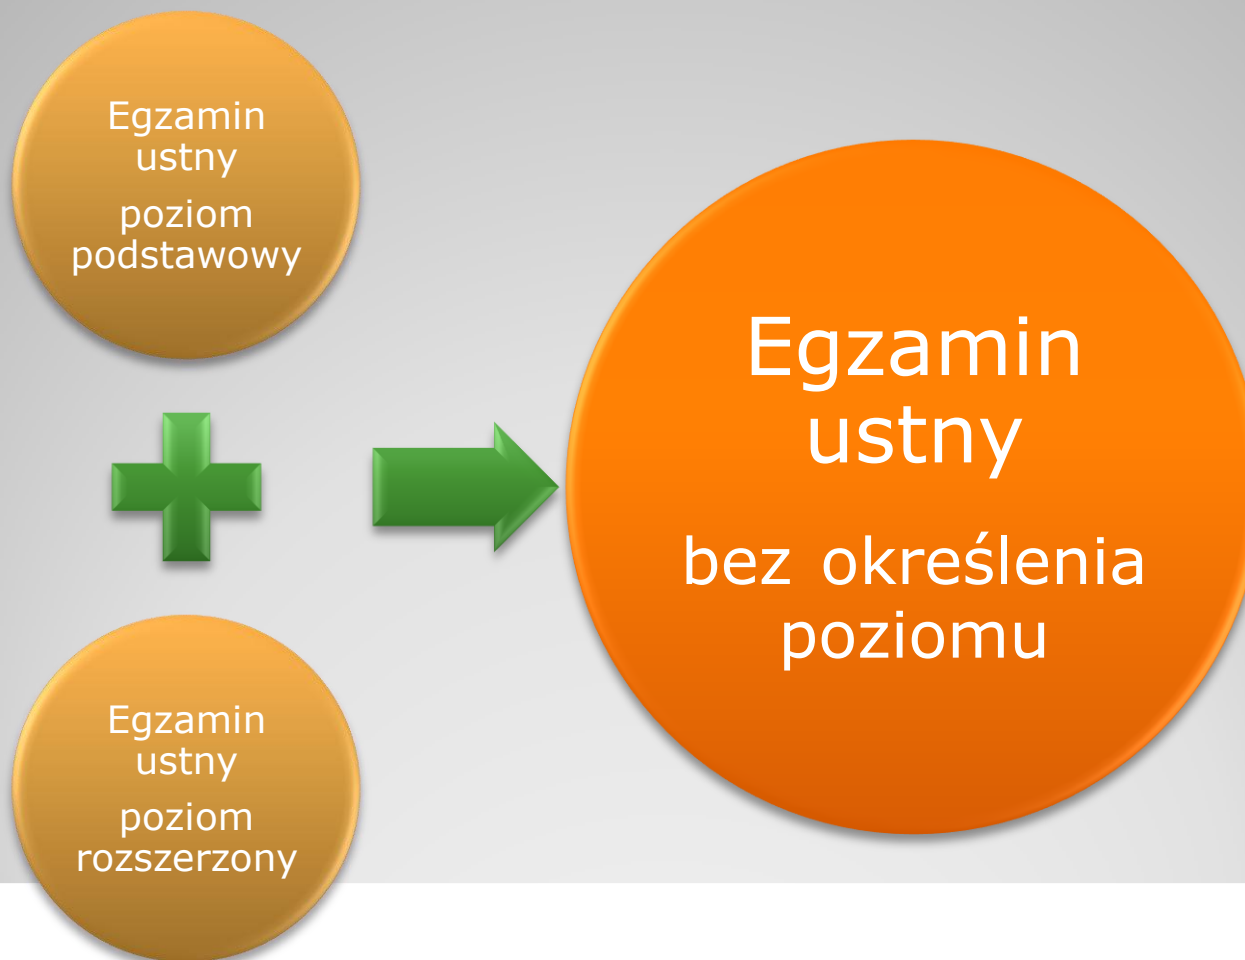 Egzamin
ustny
poziom
podstawowy
Egzamin
ustny
poziom
rozszerzony
Egzamin
ustny
bez określenia
poziomu